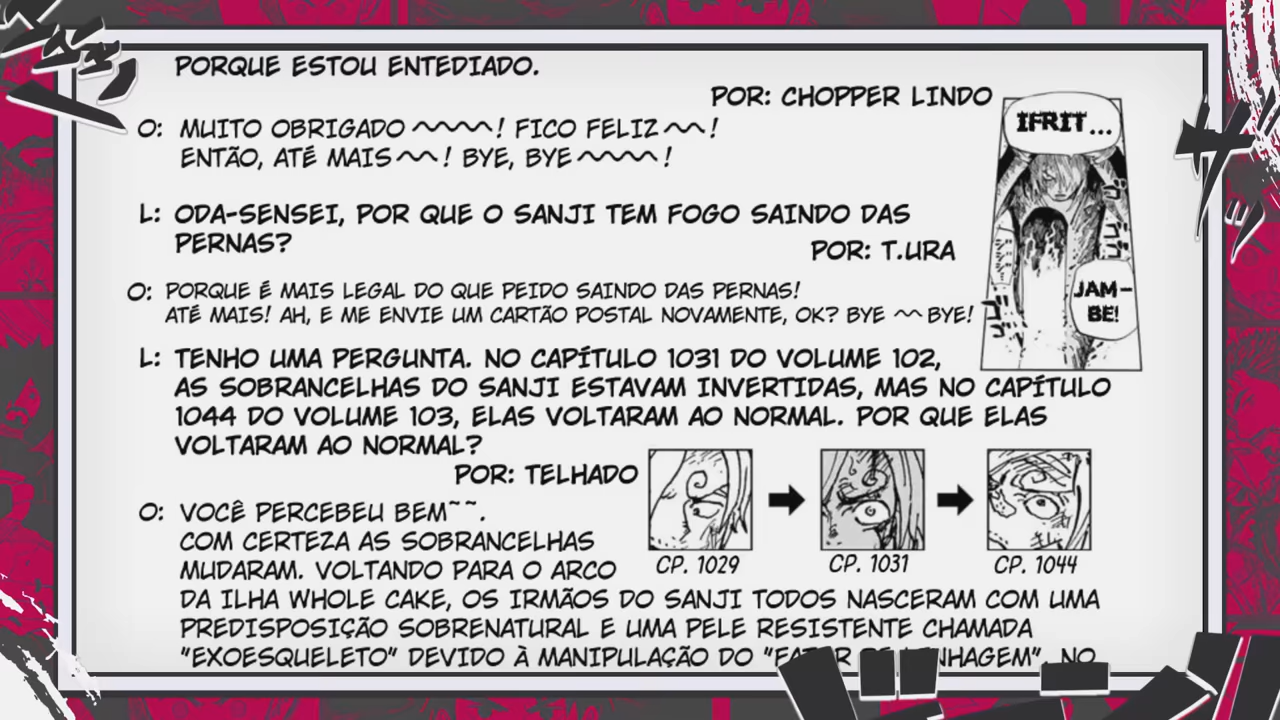 PORQUE ESTOU ENTEDIADO.
POR: CHOPPER LINDO
O: MUITO OBRIGADO~~~~! FICO FELIZ~~!
ENTÃO, ATÉ MAIS~~! BYE, BYE~~~~!
IFRIT...
JAM-
BE!
L: ODA-SENSEI, POR QUE O SANJI TEM FOGO SAINDO DAS
PERNAS?
POR: T.URA
O: PORQUE É MAIS LEGAL DO QUE PEIDO SAINDO DAS PERNAS!
ATÉ MAIS! AH, E ME ENVIE UM CARTÃO POSTAL NOVAMENTE, OK? BYE ~~ BYE!
L: TENHO UMA PERGUNTA. NO CAPÍTULO 1031 DO VOLUME 102,
AS SOBRANCELHAS DO SANJI ESTAVAM INVERTIDAS, MAS NO CAPÍTULO
1044 DO VOLUME 103, ELAS VOLTARAM AO NORMAL. POR QUE ELAS
VOLTARAM AO NORMAL?
POR: TELHADO
CP. 1029
CP. 1031
CP. 1044
O: VOCÊ PERCEBEU BEM~~.
COM CERTEZA AS SOBRANCELHAS
MUDARAM. VOLTANDO PARA O ARCO
DA ILHA WHOLE CAKE, OS IRMÃOS DO SANJI TODOS NASCERAM COM UMA
PREDISPOSIÇÃO SOBRENATURAL E UMA PELE RESISTENTE CHAMADA
"EXOESQUELETO" DEVIDO À MANIPULAÇÃO DO "FATOR DE LINHAGEM". NO